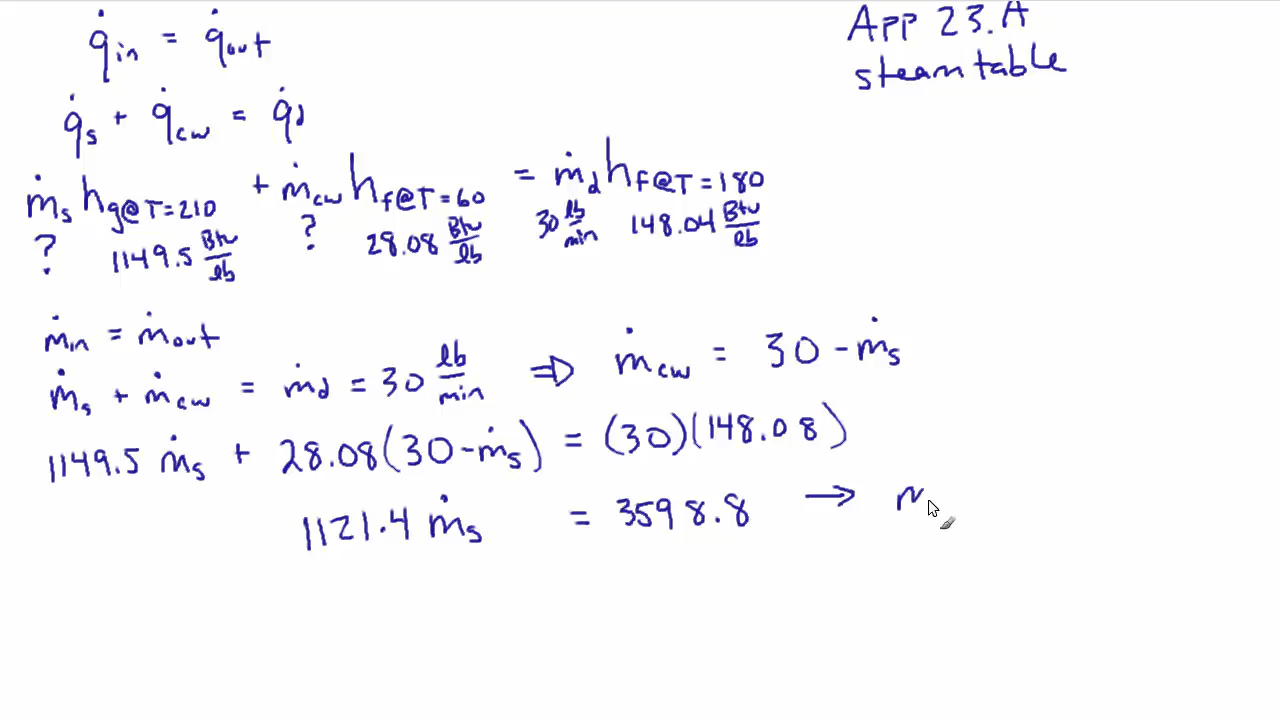 q̇in = q̇out
App 23.A
steam table
q̇s + q̇cw = q̇d
ṁs hg@T=210 + ṁcw hf@T=60 = ṁd hf@T=180
? 1149.5 Btu/lb ? 28.08 Btu/lb 30 lb/min 148.04 Btu/lb
ṁin = ṁout
ṁs + ṁcw = ṁd = 30 lb/min ⇒ ṁcw = 30 - ṁs
1149.5 ṁs + 28.08(30 - ṁs) = (30)(148.08)
1121.4 ṁs = 3598.8 →